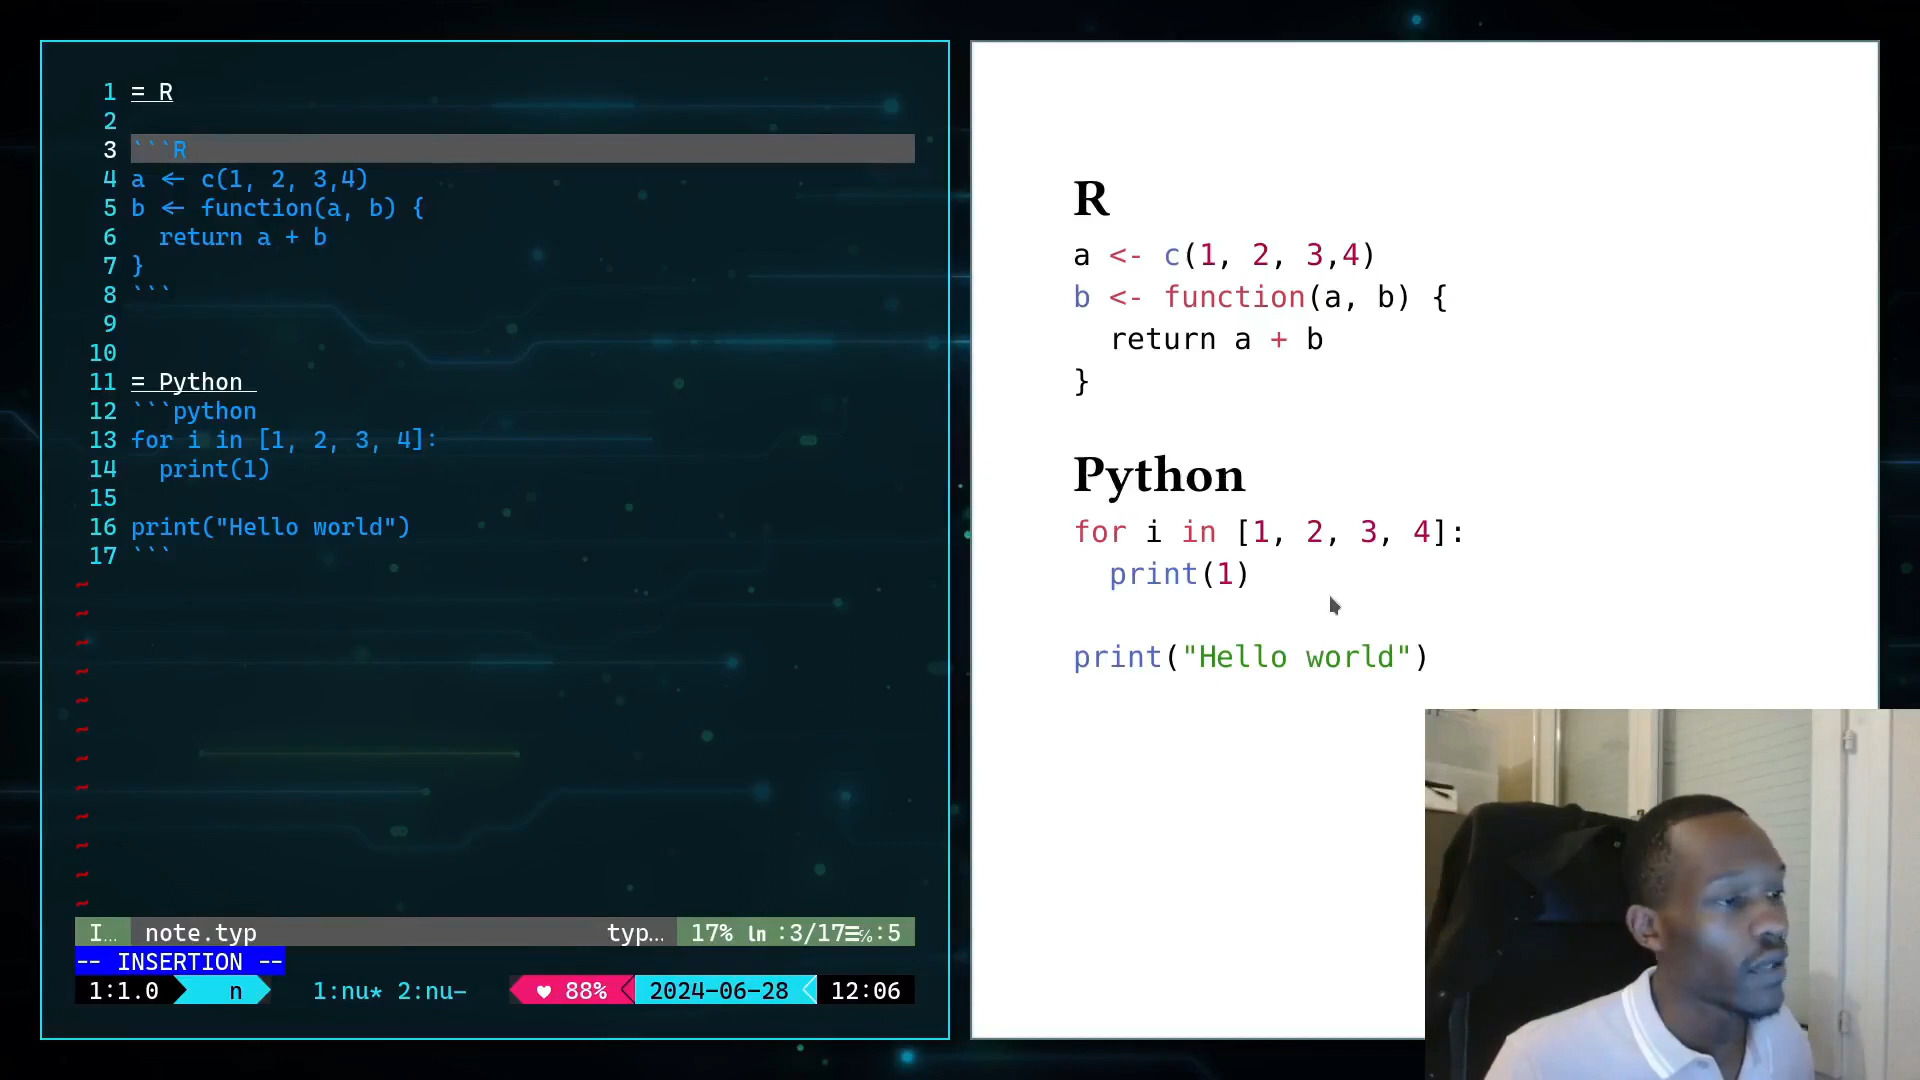 1 = R
2
3 ```R
4 a <- c(1, 2, 3,4)
5 b <- function(a, b) {
6   return a + b
7 }
8 ```
9
10
11 = Python
12 ```python
13 for i in [1, 2, 3, 4]:
14   print(1)
15
16 print("Hello world")
17 ```
~
~
~
~
~
~
~
~
~
~
~
~
I... note.typ typ... 17% ln :3/17≡℅:5
-- INSERTION --
1:1.0 n 1:nu* 2:nu- ♥ 88% 2024-06-28 12:06
R
a <- c(1, 2, 3,4)
b <- function(a, b) {
  return a + b
}
Python
for i in [1, 2, 3, 4]:
  print(1)
print("Hello world")